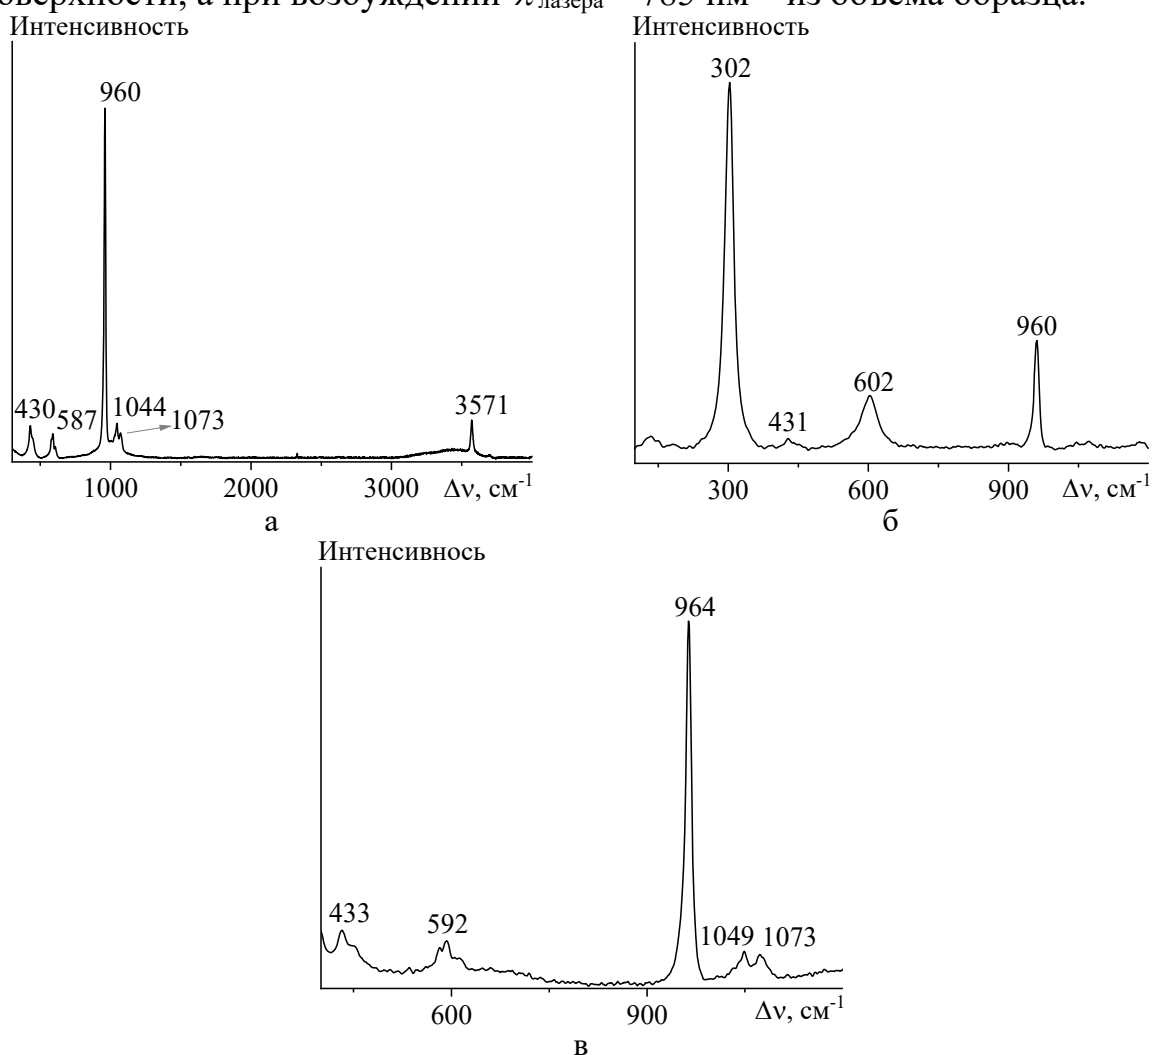 а при возбуждении λлазера 785 нм из объема образца.
Интенсивность Интенсивность
960 302
430 587 1044 1073 3571
431 602 960
1000 2000 3000 Δν, см-1 300 600 900 Δν, см-1
а б
Интенсивнось
964
433 592 1049 1073
600 900 Δν, см-1
в